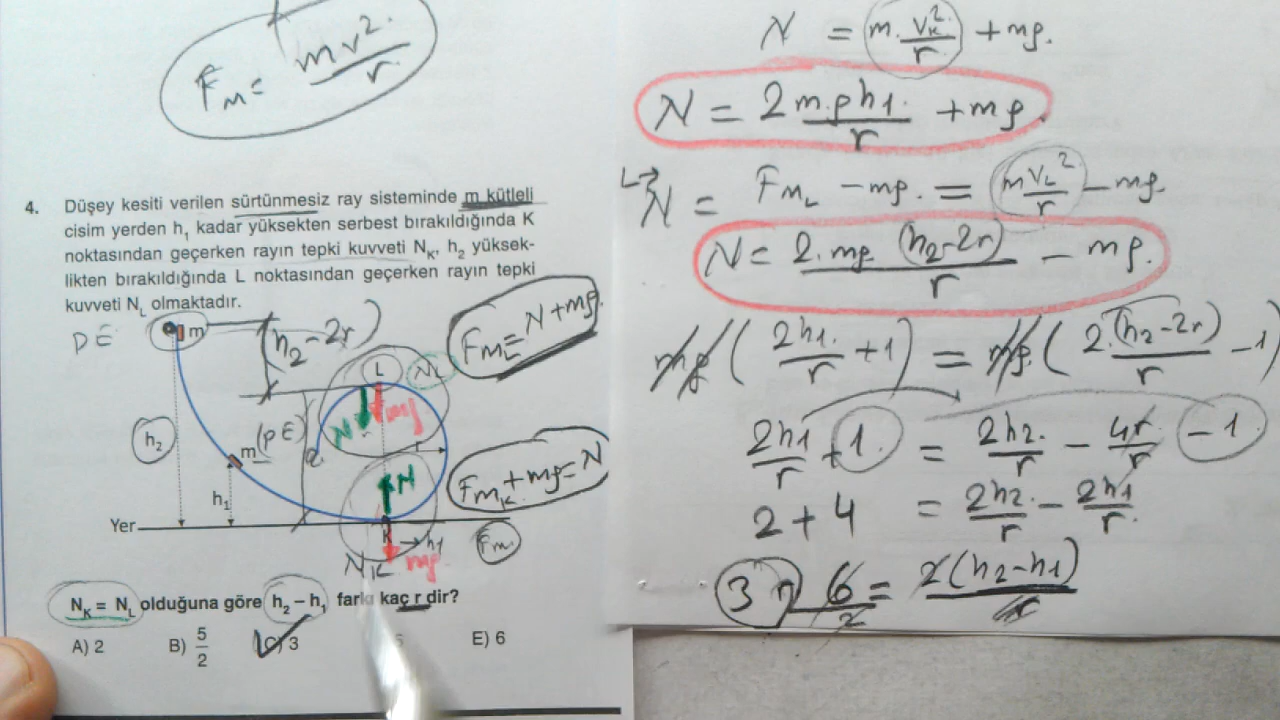 F_M = mv²/r
4. Düşey kesiti verilen sürtünmesiz ray sisteminde m kütleli
cisim yerden h₁ kadar yüksekten serbest bırakıldığında K
noktasından geçerken rayın tepki kuvveti N_K, h₂ yüksek-
likten bırakıldığında L noktasından geçerken rayın tepki
kuvveti N_L olmaktadır.
PE
m
(h₂-2r)
F_ML = N+mg.
L
N_L
N
mg
r
h₂
m
(PE)
h₁
N
F_MK + mg = N
Yer
K
→h₁
F_M
N_K
mg.
N_K = N_L olduğuna göre h₂ – h₁ farkı kaç r dir?
A) 2 B) 5/2 C) 3 E) 6
N = m.v_K²/r + mg.
N = 2m.gh₁./r + mg.
L→ N = F_ML - mg. = mv_L²/r - mg.
N = 2.mg (h₂-2r)/r - mg.
mg (2h₁/r + 1) = mg. (2.(h₂-2r)/r - 1)
2h₁/r + 1. = 2h₂./r - 4r/r - 1
2 + 4 = 2h₂./r - 2h₁/r.
3 r 6/2 = 2(h₂-h₁)/r